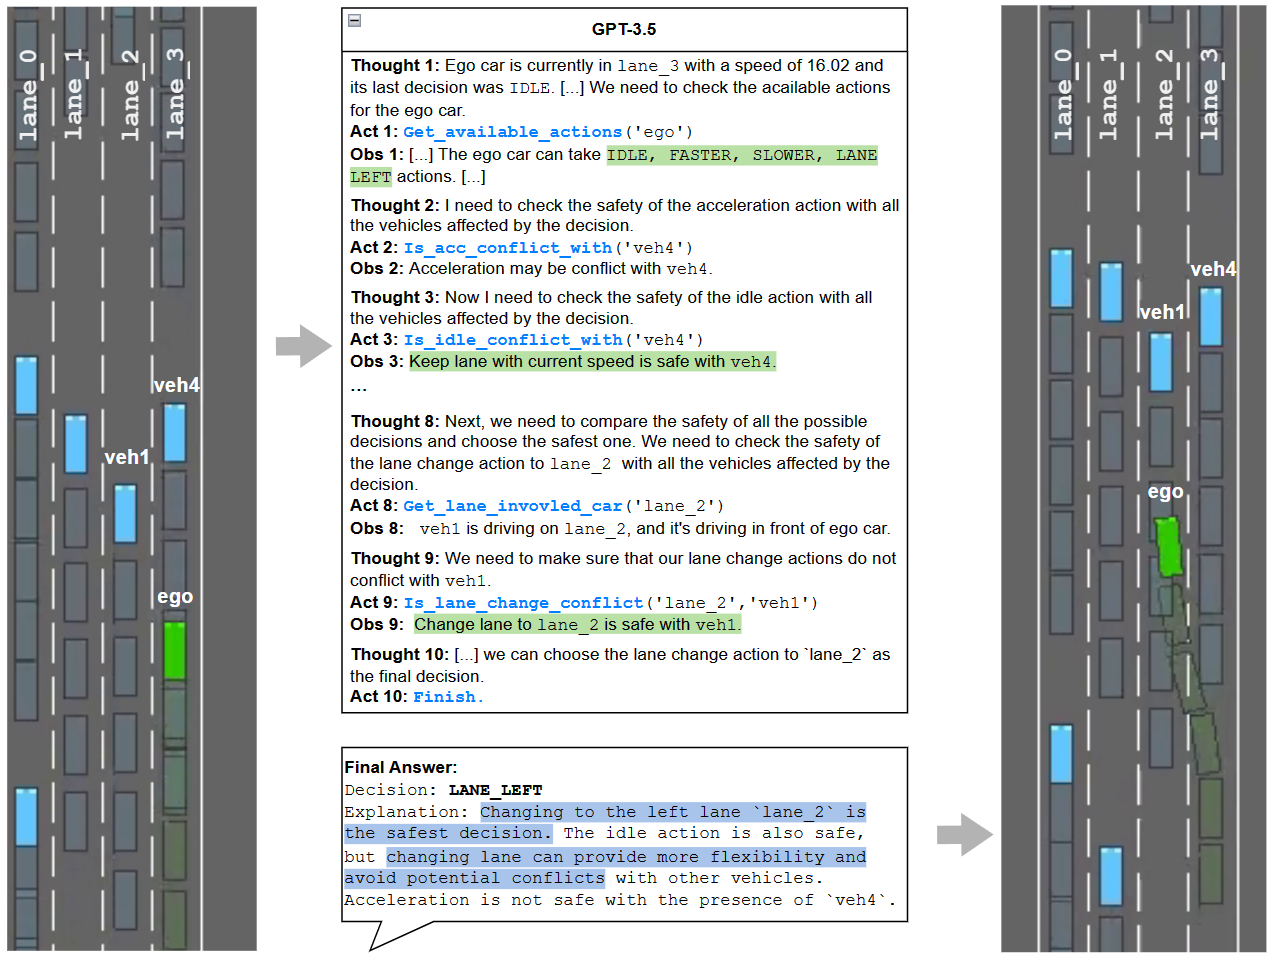 lane_0
lane_1
lane_2
lane_3
veh4
veh1
ego
GPT-3.5
Thought 1: Ego car is currently in lane_3 with a speed of 16.02 and
its last decision was IDLE. [...] We need to check the acailable actions
for the ego car.
Act 1: Get_available_actions('ego')
Obs 1: [...] The ego car can take IDLE, FASTER, SLOWER, LANE
LEFT actions. [...]
Thought 2: I need to check the safety of the acceleration action with all
the vehicles affected by the decision.
Act 2: Is_acc_conflict_with('veh4')
Obs 2: Acceleration may be conflict with veh4.
Thought 3: Now I need to check the safety of the idle action with all
the vehicles affected by the decision.
Act 3: Is_idle_conflict_with('veh4')
Obs 3: Keep lane with current speed is safe with veh4.
...
Thought 8: Next, we need to compare the safety of all the possible
decisions and choose the safest one. We need to check the safety of
the lane change action to lane_2 with all the vehicles affected by the
decision.
Act 8: Get_lane_invovled_car('lane_2')
Obs 8: veh1 is driving on lane_2, and it's driving in front of ego car.
Thought 9: We need to make sure that our lane change actions do not
conflict with veh1.
Act 9: Is_lane_change_conflict('lane_2','veh1')
Obs 9: Change lane to lane_2 is safe with veh1.
Thought 10: [...] we can choose the lane change action to `lane_2` as
the final decision.
Act 10: Finish.
Final Answer:
Decision: LANE_LEFT
Explanation: Changing to the left lane `lane_2` is
the safest decision. The idle action is also safe,
but changing lane can provide more flexibility and
avoid potential conflicts with other vehicles.
Acceleration is not safe with the presence of `veh4`.
lane_0
lane_1
lane_2
lane_3
veh4
veh1
ego